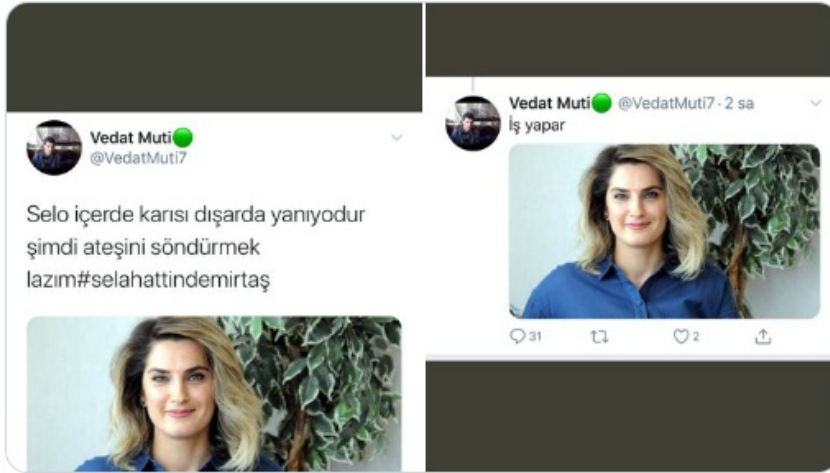 Vedat Muti
@VedatMuti7
Selo içerde karısı dışarda yanıyodur
şimdi ateşini söndürmek
lazım#selahattindemirtaş
Vedat Muti @VedatMuti7 · 2 sa
İş yapar
31
2